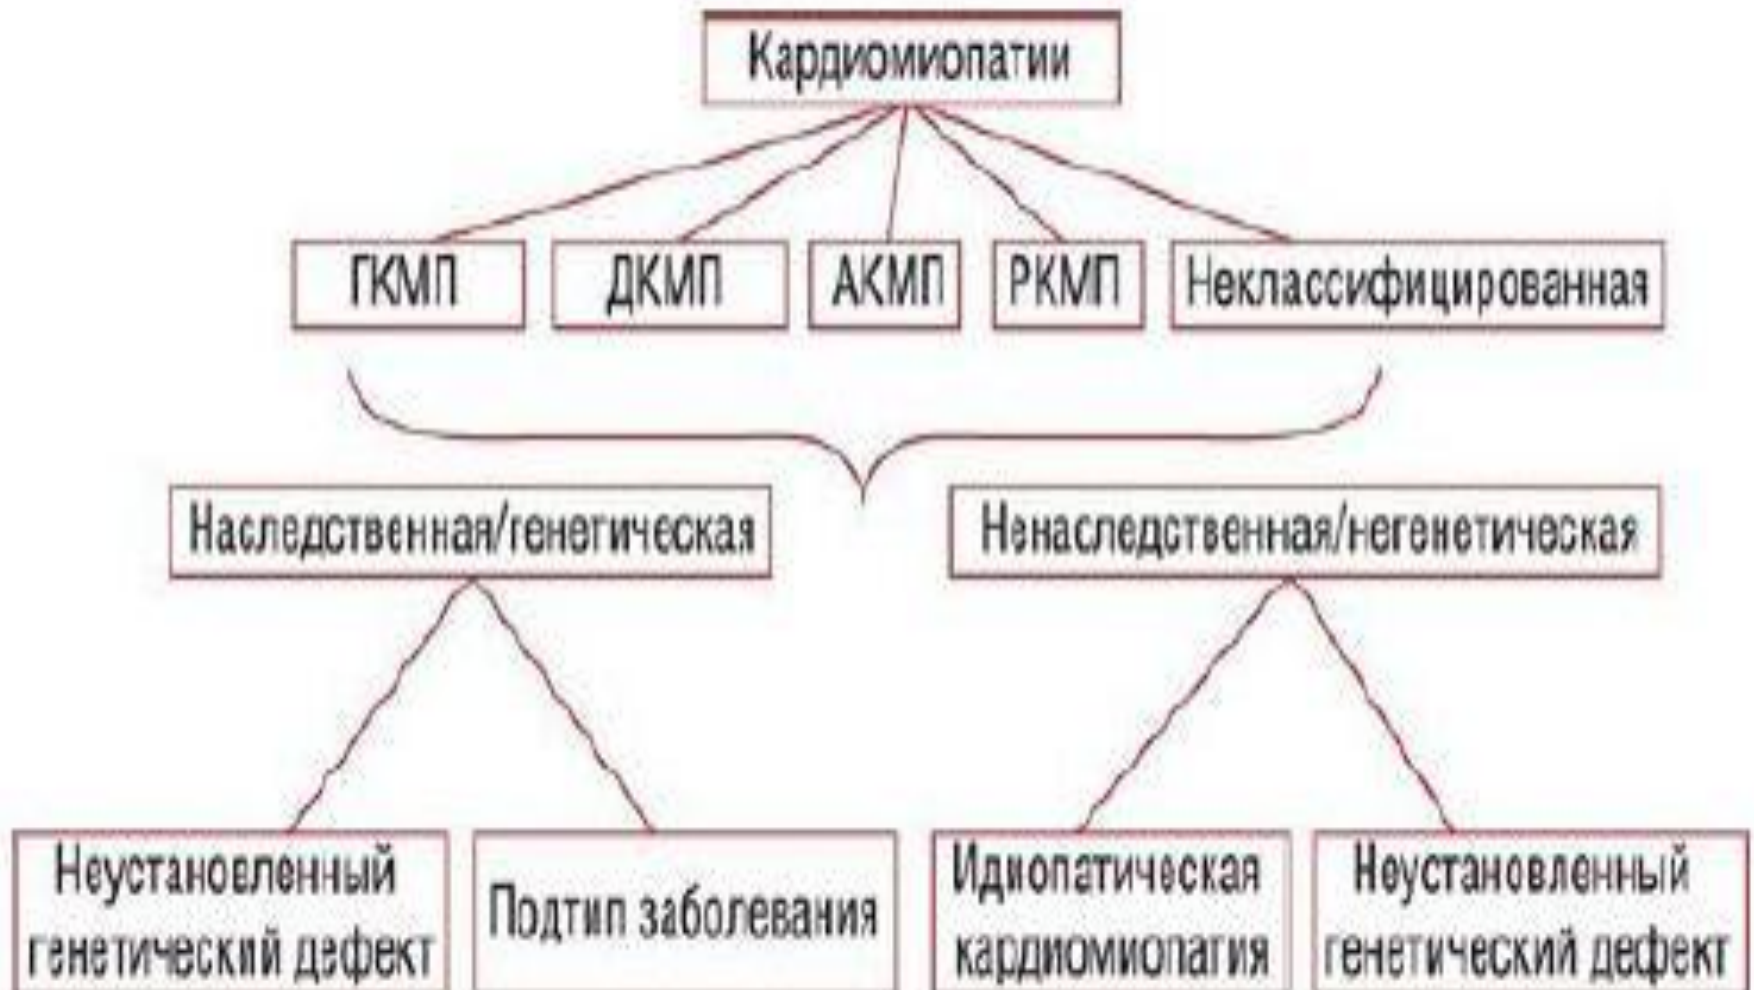 Кардиомиопатии
ГКМП ДКМП АКМП РКМП Неклассифицированная
Наследственная/генетическая Ненаследственная/негенетическая
Неустановленный
генетический дефект
Подтип заболевания
Идиопатическая
кардиомиопатия
Неустановленный
генетический дефект